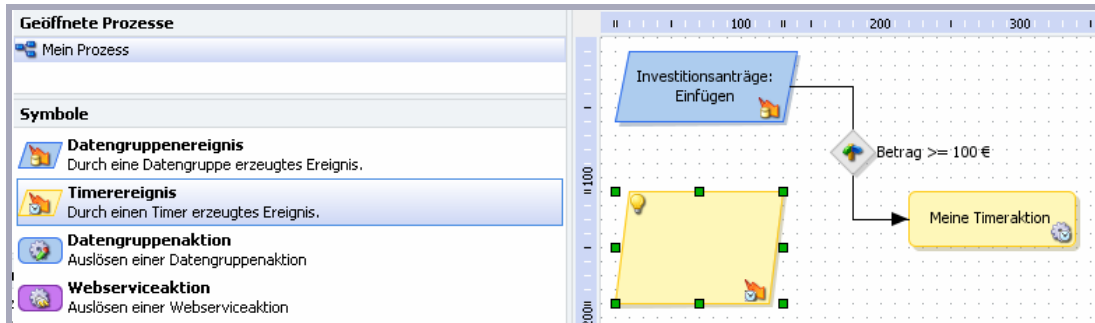 Geöffnete Prozesse
Mein Prozess
Symbole
Datengruppenereignis
Durch eine Datengruppe erzeugtes Ereignis.
Timerereignis
Durch einen Timer erzeugtes Ereignis.
Datengruppenaktion
Auslösen einer Datengruppenaktion
Webserviceaktion
Auslösen einer Webserviceaktion
100 200 300
100
200
Investitionsanträge:
Einfügen
Betrag >= 100 €
Meine Timeraktion